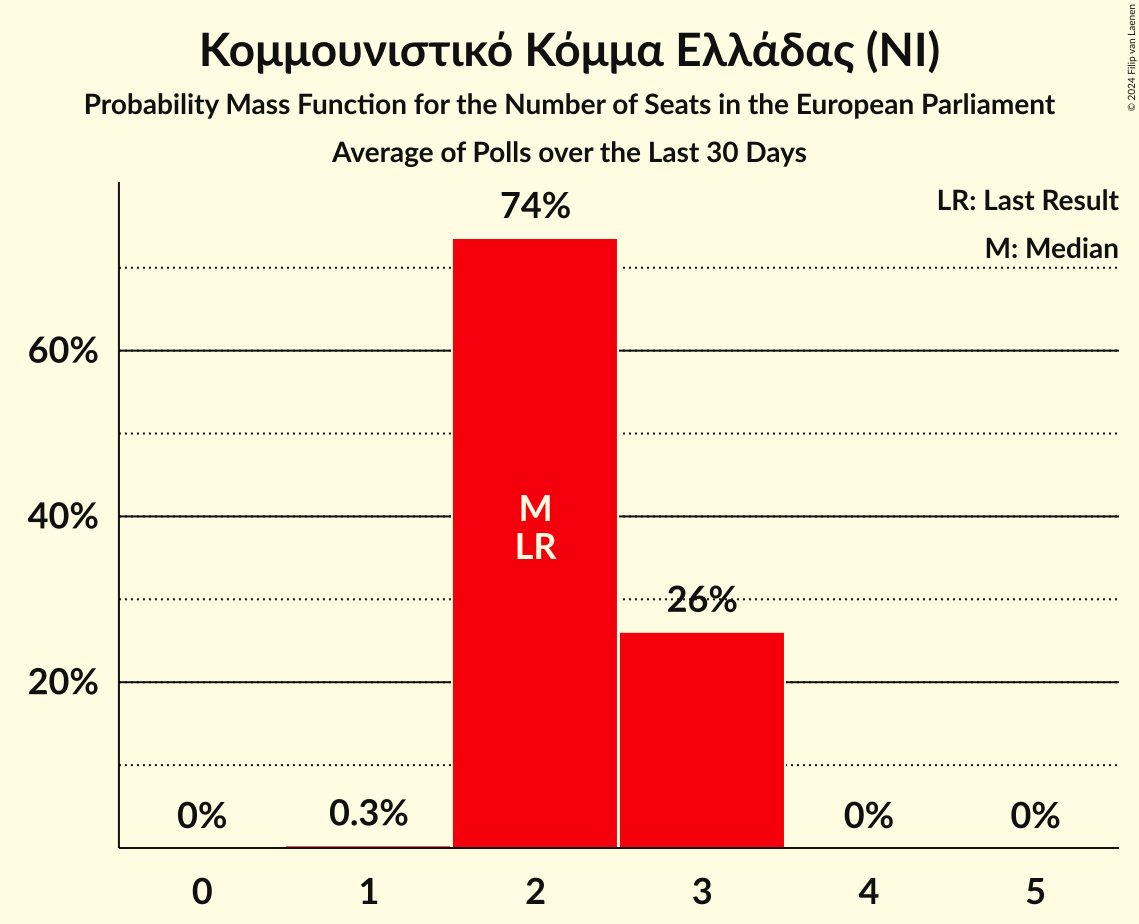 Κομμουνιστικό Κόμμα Ελλάδας (NI)
Probability Mass Function for the Number of Seats in the European Parliament
Average of Polls over the Last 30 Days
© 2024 Filip van Laenen
LR: Last Result
M: Median
74%
60%
M
40%
LR
26%
20%
0%
0.3%
0%
0%
0 1 2 3 4 5